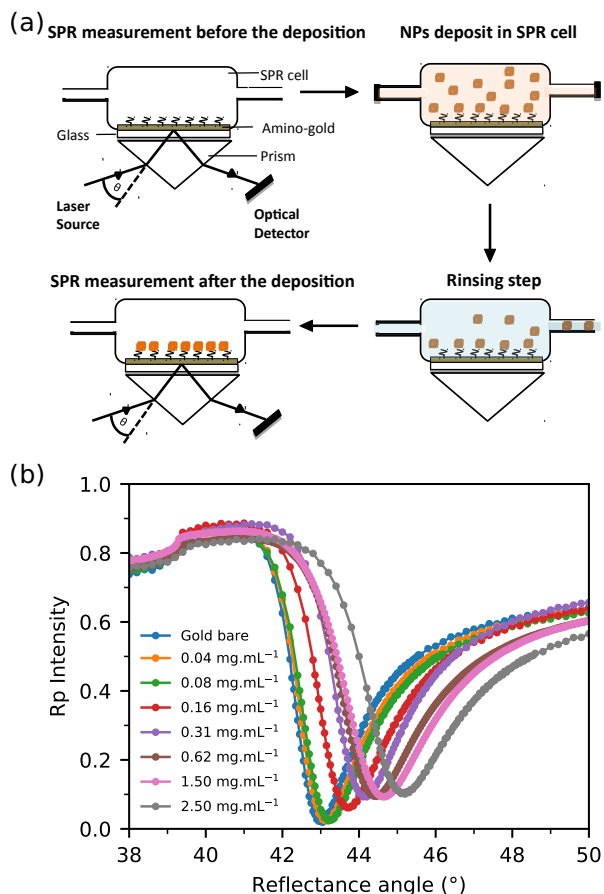 (a)
SPR measurement before the deposition
NPs deposit in SPR cell
SPR cell
Glass
Amino-gold
Prism
θ
Laser
Source
Optical
Detector
SPR measurement after the deposition
Rinsing step
θ
(b)
1.0
0.8
0.6
0.4
0.2
0.0
Rp Intensity
Gold bare
0.04 mg.mL⁻¹
0.08 mg.mL⁻¹
0.16 mg.mL⁻¹
0.31 mg.mL⁻¹
0.62 mg.mL⁻¹
1.50 mg.mL⁻¹
2.50 mg.mL⁻¹
38 40 42 44 46 48 50
Reflectance angle (°)